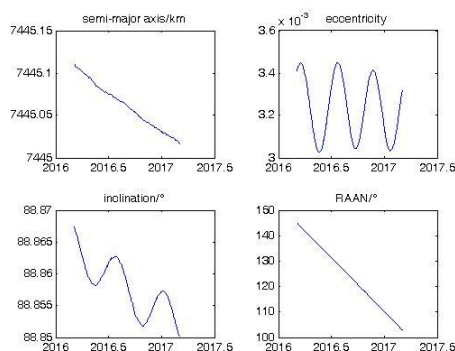 semi-major axis/km
7445.15
7445.1
7445.05
7445
2016 2016.5 2017 2017.5
eccentricity
x 10⁻³
3.6
3.4
3.2
3
2016 2016.5 2017 2017.5
inclination/°
88.87
88.865
88.86
88.855
88.85
2016 2016.5 2017 2017.5
RAAN/°
150
140
130
120
110
100
2016 2016.5 2017 2017.5